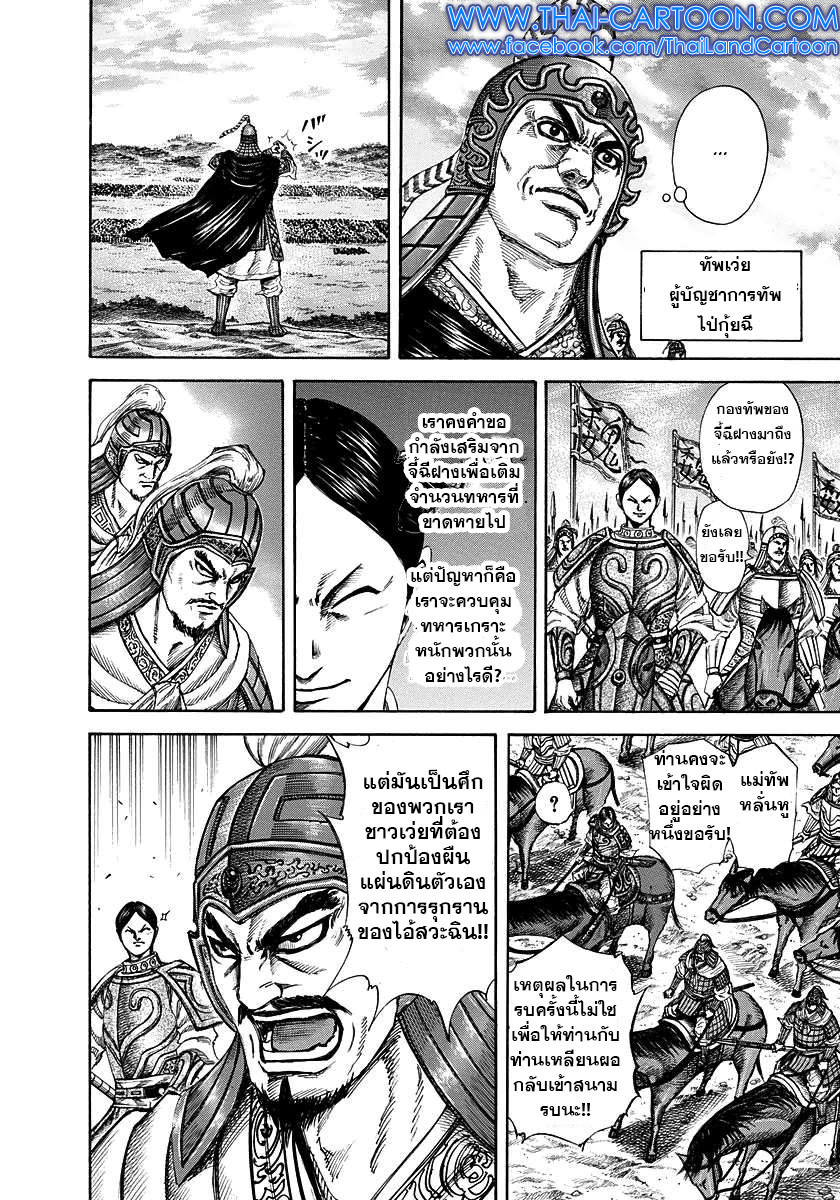 WWW.THAI-CARTOON.COM
www.facebook.com/ThaiLandCartoon
...
ทัพเว่ย
ผู้บัญชาการทัพ
ไป่กุ้ยฉี
กองทัพของ
จี้ฉีฝางมาถึง
แล้วหรือยัง!?
ยังเลย
ขอรับ!!
เราคงคำขอ
กำลังเสริมจาก
จี้ฉีฝางเพื่อเติม
จำนวนทหารที่
ขาดหายไป
แต่ปัญหาก็คือ
เราจะควบคุม
ทหารเกราะ
หนักพวกนั้น
อย่างไรดี?
แม่ทัพ
หลั่นทู
ท่านคงจะ
เข้าใจผิด
อยู่อย่าง
หนึ่งขอรับ!
?
เหตุผลในการ
รบครั้งนี้ไม่ใช่
เพื่อให้ท่านกับ
ท่านเหลียนผอ
กลับเข้าสนาม
รบนะ!!
แต่มันเป็นศึก
ของพวกเรา
ชาวเว่ยที่ต้อง
ปกป้องผืน
แผ่นดินตัวเอง
จากการรุกราน
ของไอ้สวะฉิน!!